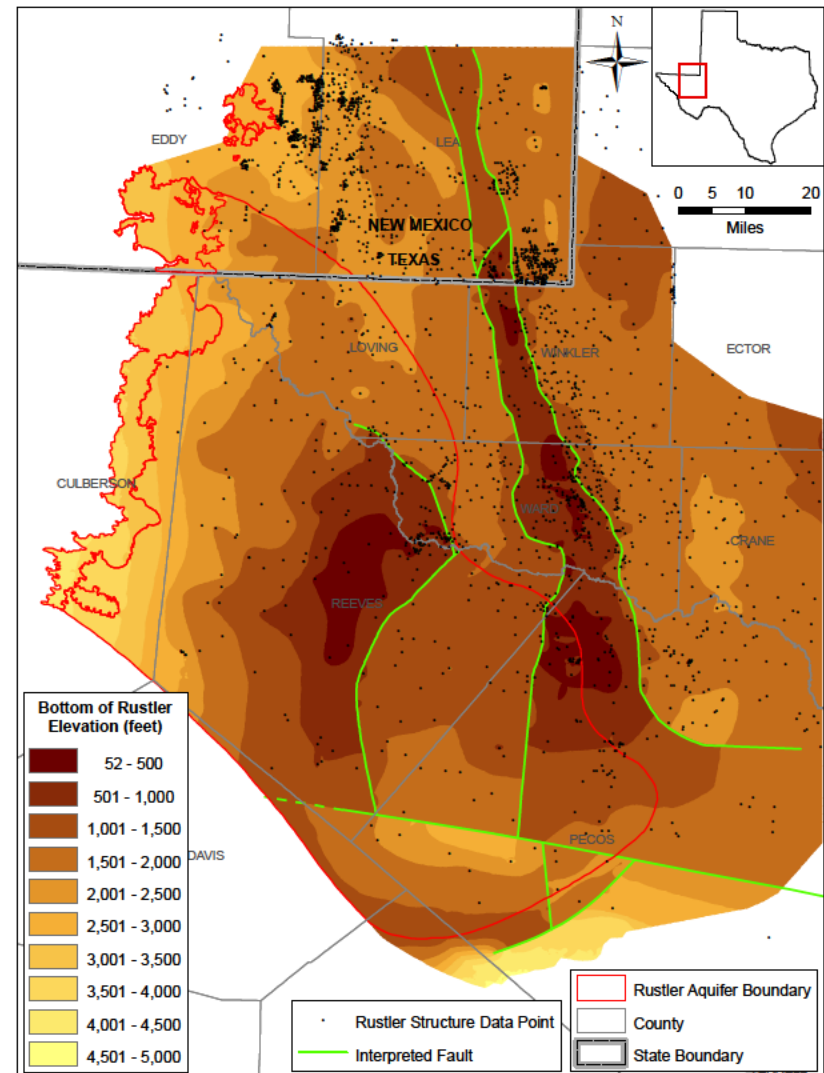 N
EDDY
LEA
0 5 10 20
Miles
NEW MEXICO
TEXAS
LOVING
WINKLER
ECTOR
CULBERSON
WARD
CRANE
REEVES
PECOS
DAVIS
Bottom of Rustler
Elevation (feet)
52 - 500
501 - 1,000
1,001 - 1,500
1,501 - 2,000
2,001 - 2,500
2,501 - 3,000
3,001 - 3,500
3,501 - 4,000
4,001 - 4,500
4,501 - 5,000
Rustler Structure Data Point
Interpreted Fault
Rustler Aquifer Boundary
County
State Boundary